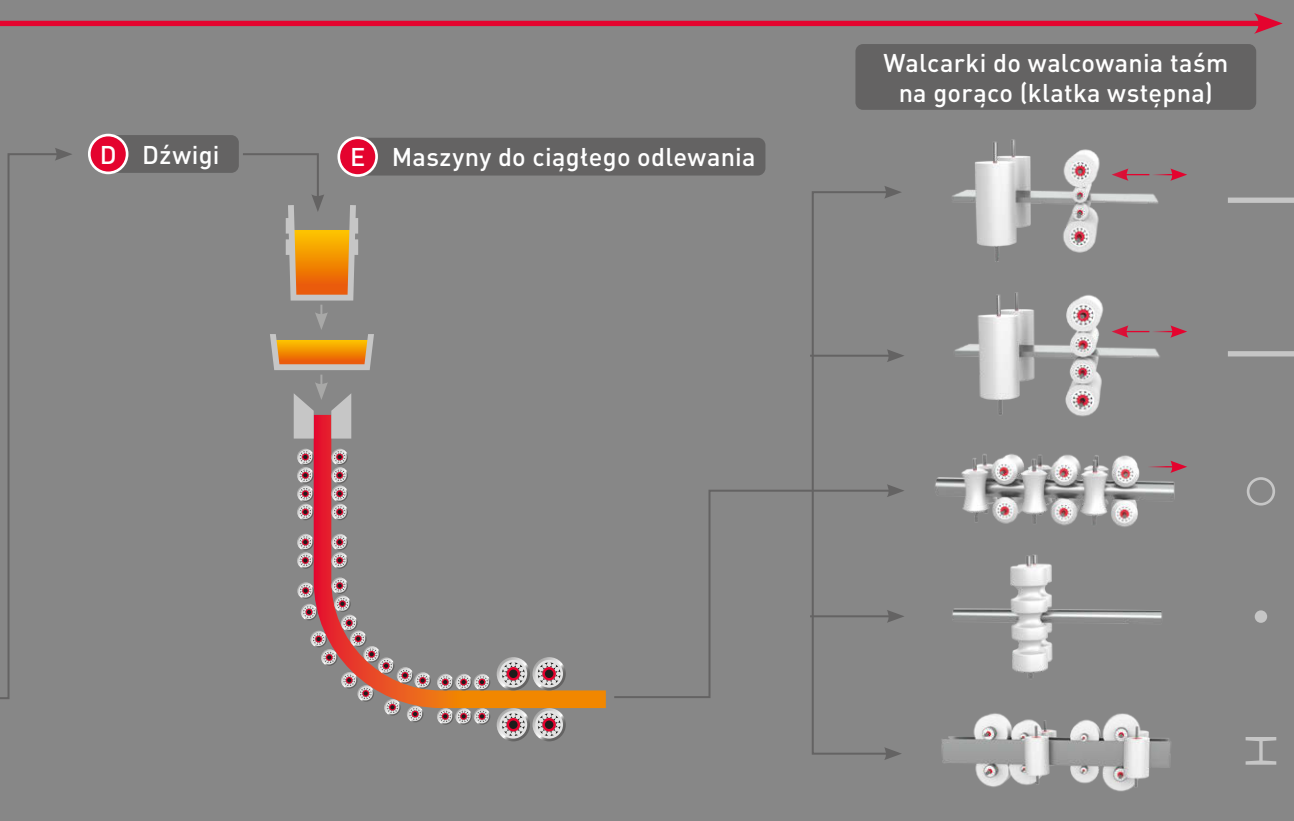 Walcarki do walcowania taśm
na gorąco (klatka wstępna)
D Dźwigi
E Maszyny do ciągłego odlewania